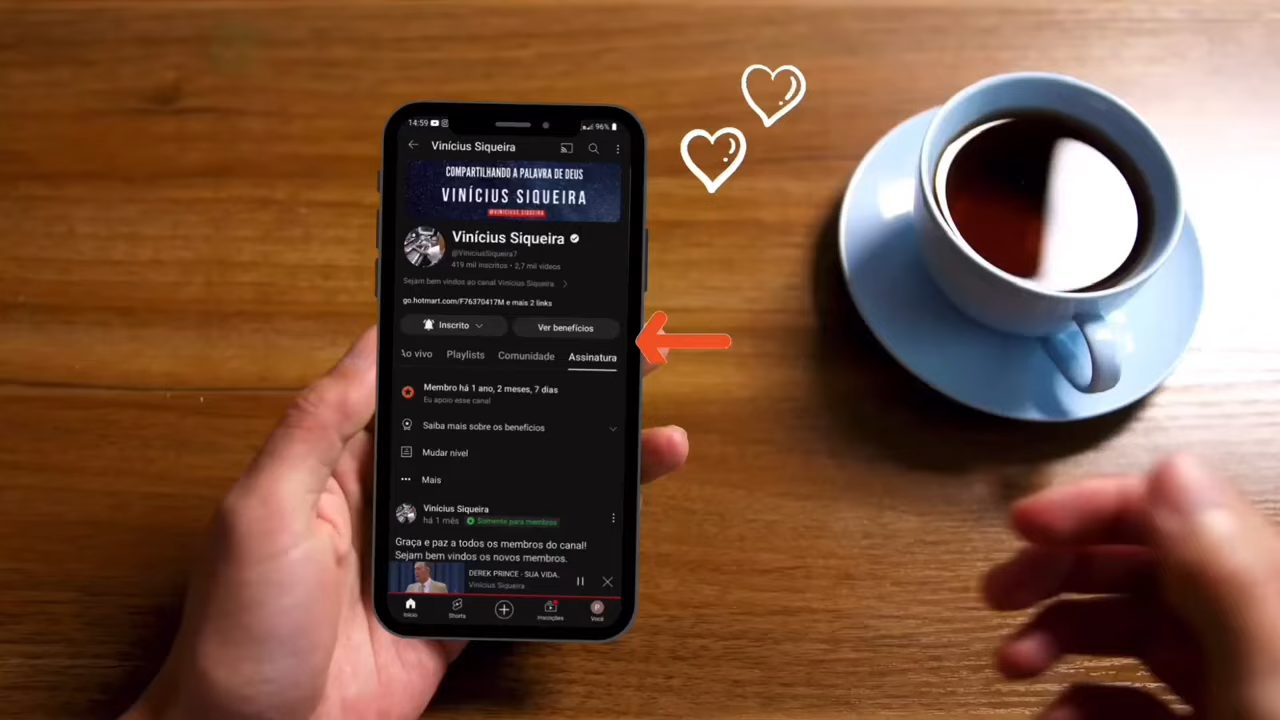 14:59
96%
Vinícius Siqueira
COMPARTILHANDO A PALAVRA DE DEUS
VINÍCIUS SIQUEIRA
@VINICIUS SIQUEIRA
Vinícius Siqueira
@ViniciusSiqueira7
419 mil inscritos • 2,7 mil vídeos
Sejam bem vindos ao canal Vinicius Siqueira.
go.hotmart.com/F76370417M e mais 2 links
Inscrito
Ver benefícios
Ao vivo Playlists Comunidade Assinatura
Membro há 1 ano, 2 meses, 7 dias
Eu apoio esse canal
Saiba mais sobre os benefícios
Mudar nível
Mais
Vinícius Siqueira
há 1 mês Somente para membros
Graça e paz a todos os membros do canal!
Sejam bem vindos os novos membros.
DEREK PRINCE - SUA VIDA.
Vinícius Siqueira
Início Shorts Inscrições Você
P